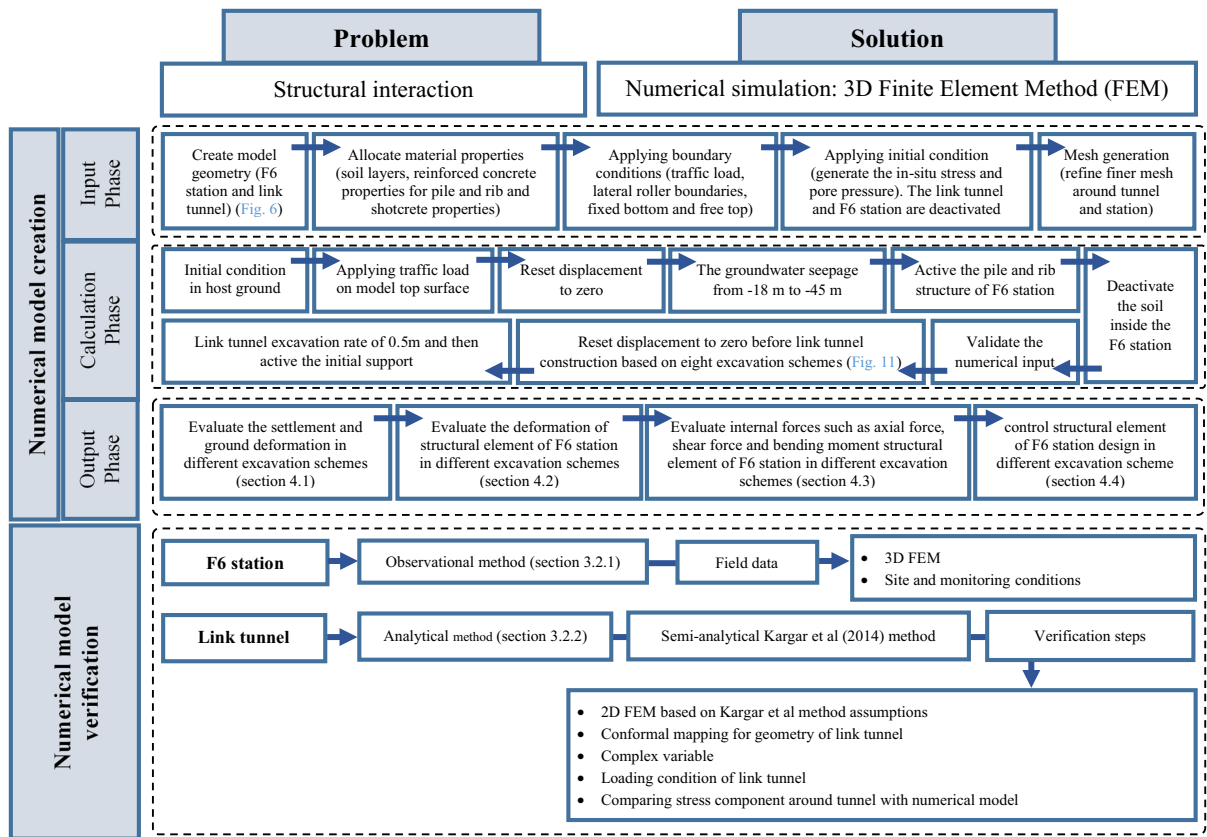 Problem
Solution
Structural interaction
Numerical simulation: 3D Finite Element Method (FEM)
Numerical model creation
Input
Phase
Create model
geometry (F6
station and link
tunnel) (Fig. 6)
Allocate material properties
(soil layers, reinforced concrete
properties for pile and rib and
shotcrete properties)
Applying boundary
conditions (traffic load,
lateral roller boundaries,
fixed bottom and free top)
Applying initial condition
(generate the in-situ stress and
pore pressure). The link tunnel
and F6 station are deactivated
Mesh generation
(refine finer mesh
around tunnel
and station)
Calculation
Phase
Initial condition
in host ground
Applying traffic load
on model top surface
Reset displacement
to zero
The groundwater seepage
from -18 m to -45 m
Active the pile and rib
structure of F6 station
Deactivate
the soil
inside the
F6 station
Validate the
numerical input
Reset displacement to zero before link tunnel
construction based on eight excavation schemes (Fig. 11)
Link tunnel excavation rate of 0.5m and then
active the initial support
Output
Phase
Evaluate the settlement and
ground deformation in
different excavation schemes
(section 4.1)
Evaluate the deformation of
structural element of F6 station
in different excavation schemes
(section 4.2)
Evaluate internal forces such as axial force,
shear force and bending moment structural
element of F6 station in different excavation
schemes (section 4.3)
control structural element
of F6 station design in
different excavation scheme
(section 4.4)
Numerical model
verification
F6 station
Observational method (section 3.2.1)
Field data
• 3D FEM
• Site and monitoring conditions
Link tunnel
Analytical method (section 3.2.2)
Semi-analytical Kargar et al (2014) method
Verification steps
• 2D FEM based on Kargar et al method assumptions
• Conformal mapping for geometry of link tunnel
• Complex variable
• Loading condition of link tunnel
• Comparing stress component around tunnel with numerical model